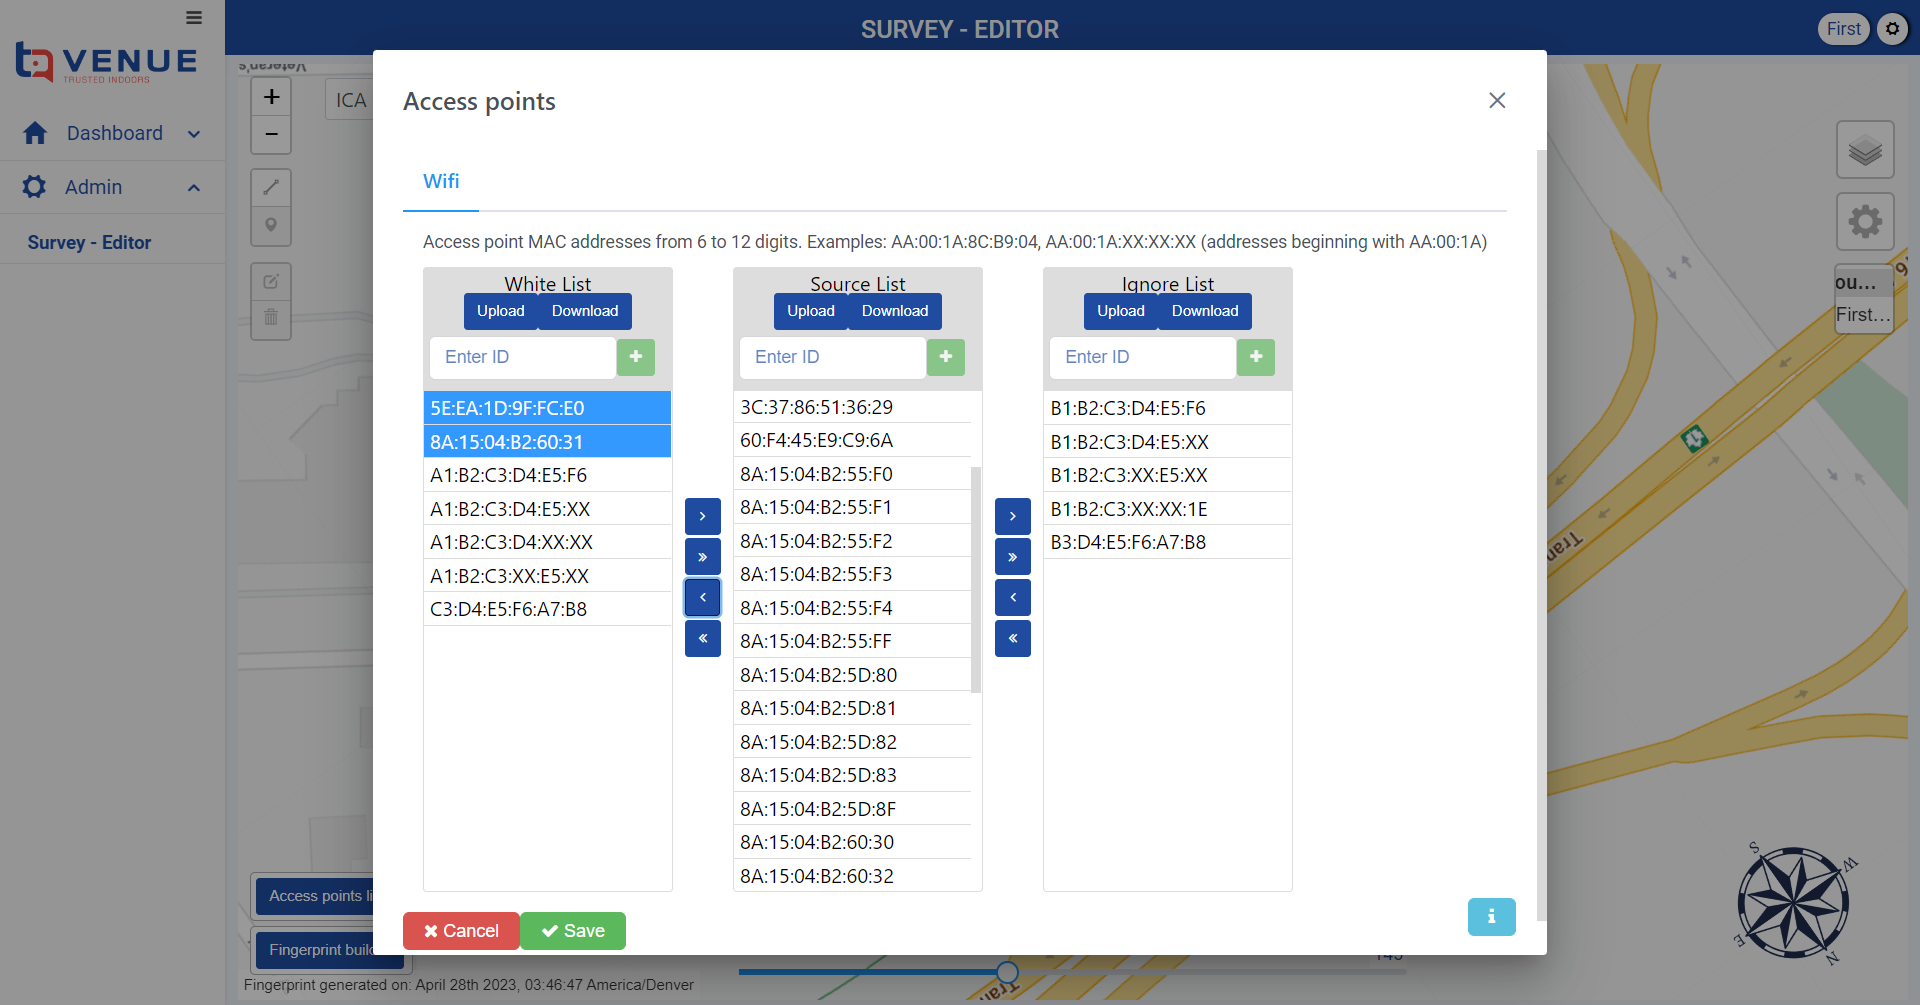 VENUE
TRUSTED INDOORS
Dashboard
Admin
Survey - Editor
SURVEY - EDITOR
First
Veteran's
+
−
ICA
Access points
Wifi
Access point MAC addresses from 6 to 12 digits. Examples: AA:00:1A:8C:B9:04, AA:00:1A:XX:XX:XX (addresses beginning with AA:00:1A)
White List
Upload Download
Enter ID
5E:EA:1D:9F:FC:E0
8A:15:04:B2:60:31
A1:B2:C3:D4:E5:F6
A1:B2:C3:D4:E5:XX
A1:B2:C3:D4:XX:XX
A1:B2:C3:XX:E5:XX
C3:D4:E5:F6:A7:B8
Source List
Upload Download
Enter ID
3C:37:86:51:36:29
60:F4:45:E9:C9:6A
8A:15:04:B2:55:F0
8A:15:04:B2:55:F1
8A:15:04:B2:55:F2
8A:15:04:B2:55:F3
8A:15:04:B2:55:F4
8A:15:04:B2:55:FF
8A:15:04:B2:5D:80
8A:15:04:B2:5D:81
8A:15:04:B2:5D:82
8A:15:04:B2:5D:83
8A:15:04:B2:5D:8F
8A:15:04:B2:60:30
8A:15:04:B2:60:32
Ignore List
Upload Download
Enter ID
B1:B2:C3:D4:E5:F6
B1:B2:C3:D4:E5:XX
B1:B2:C3:XX:E5:XX
B1:B2:C3:XX:XX:1E
B3:D4:E5:F6:A7:B8
Cancel
Save
ou...
First...
Tran
S
W
E
N
Access points li
Fingerprint builc
Tran
Fingerprint generated on: April 28th 2023, 03:46:47 America/Denver